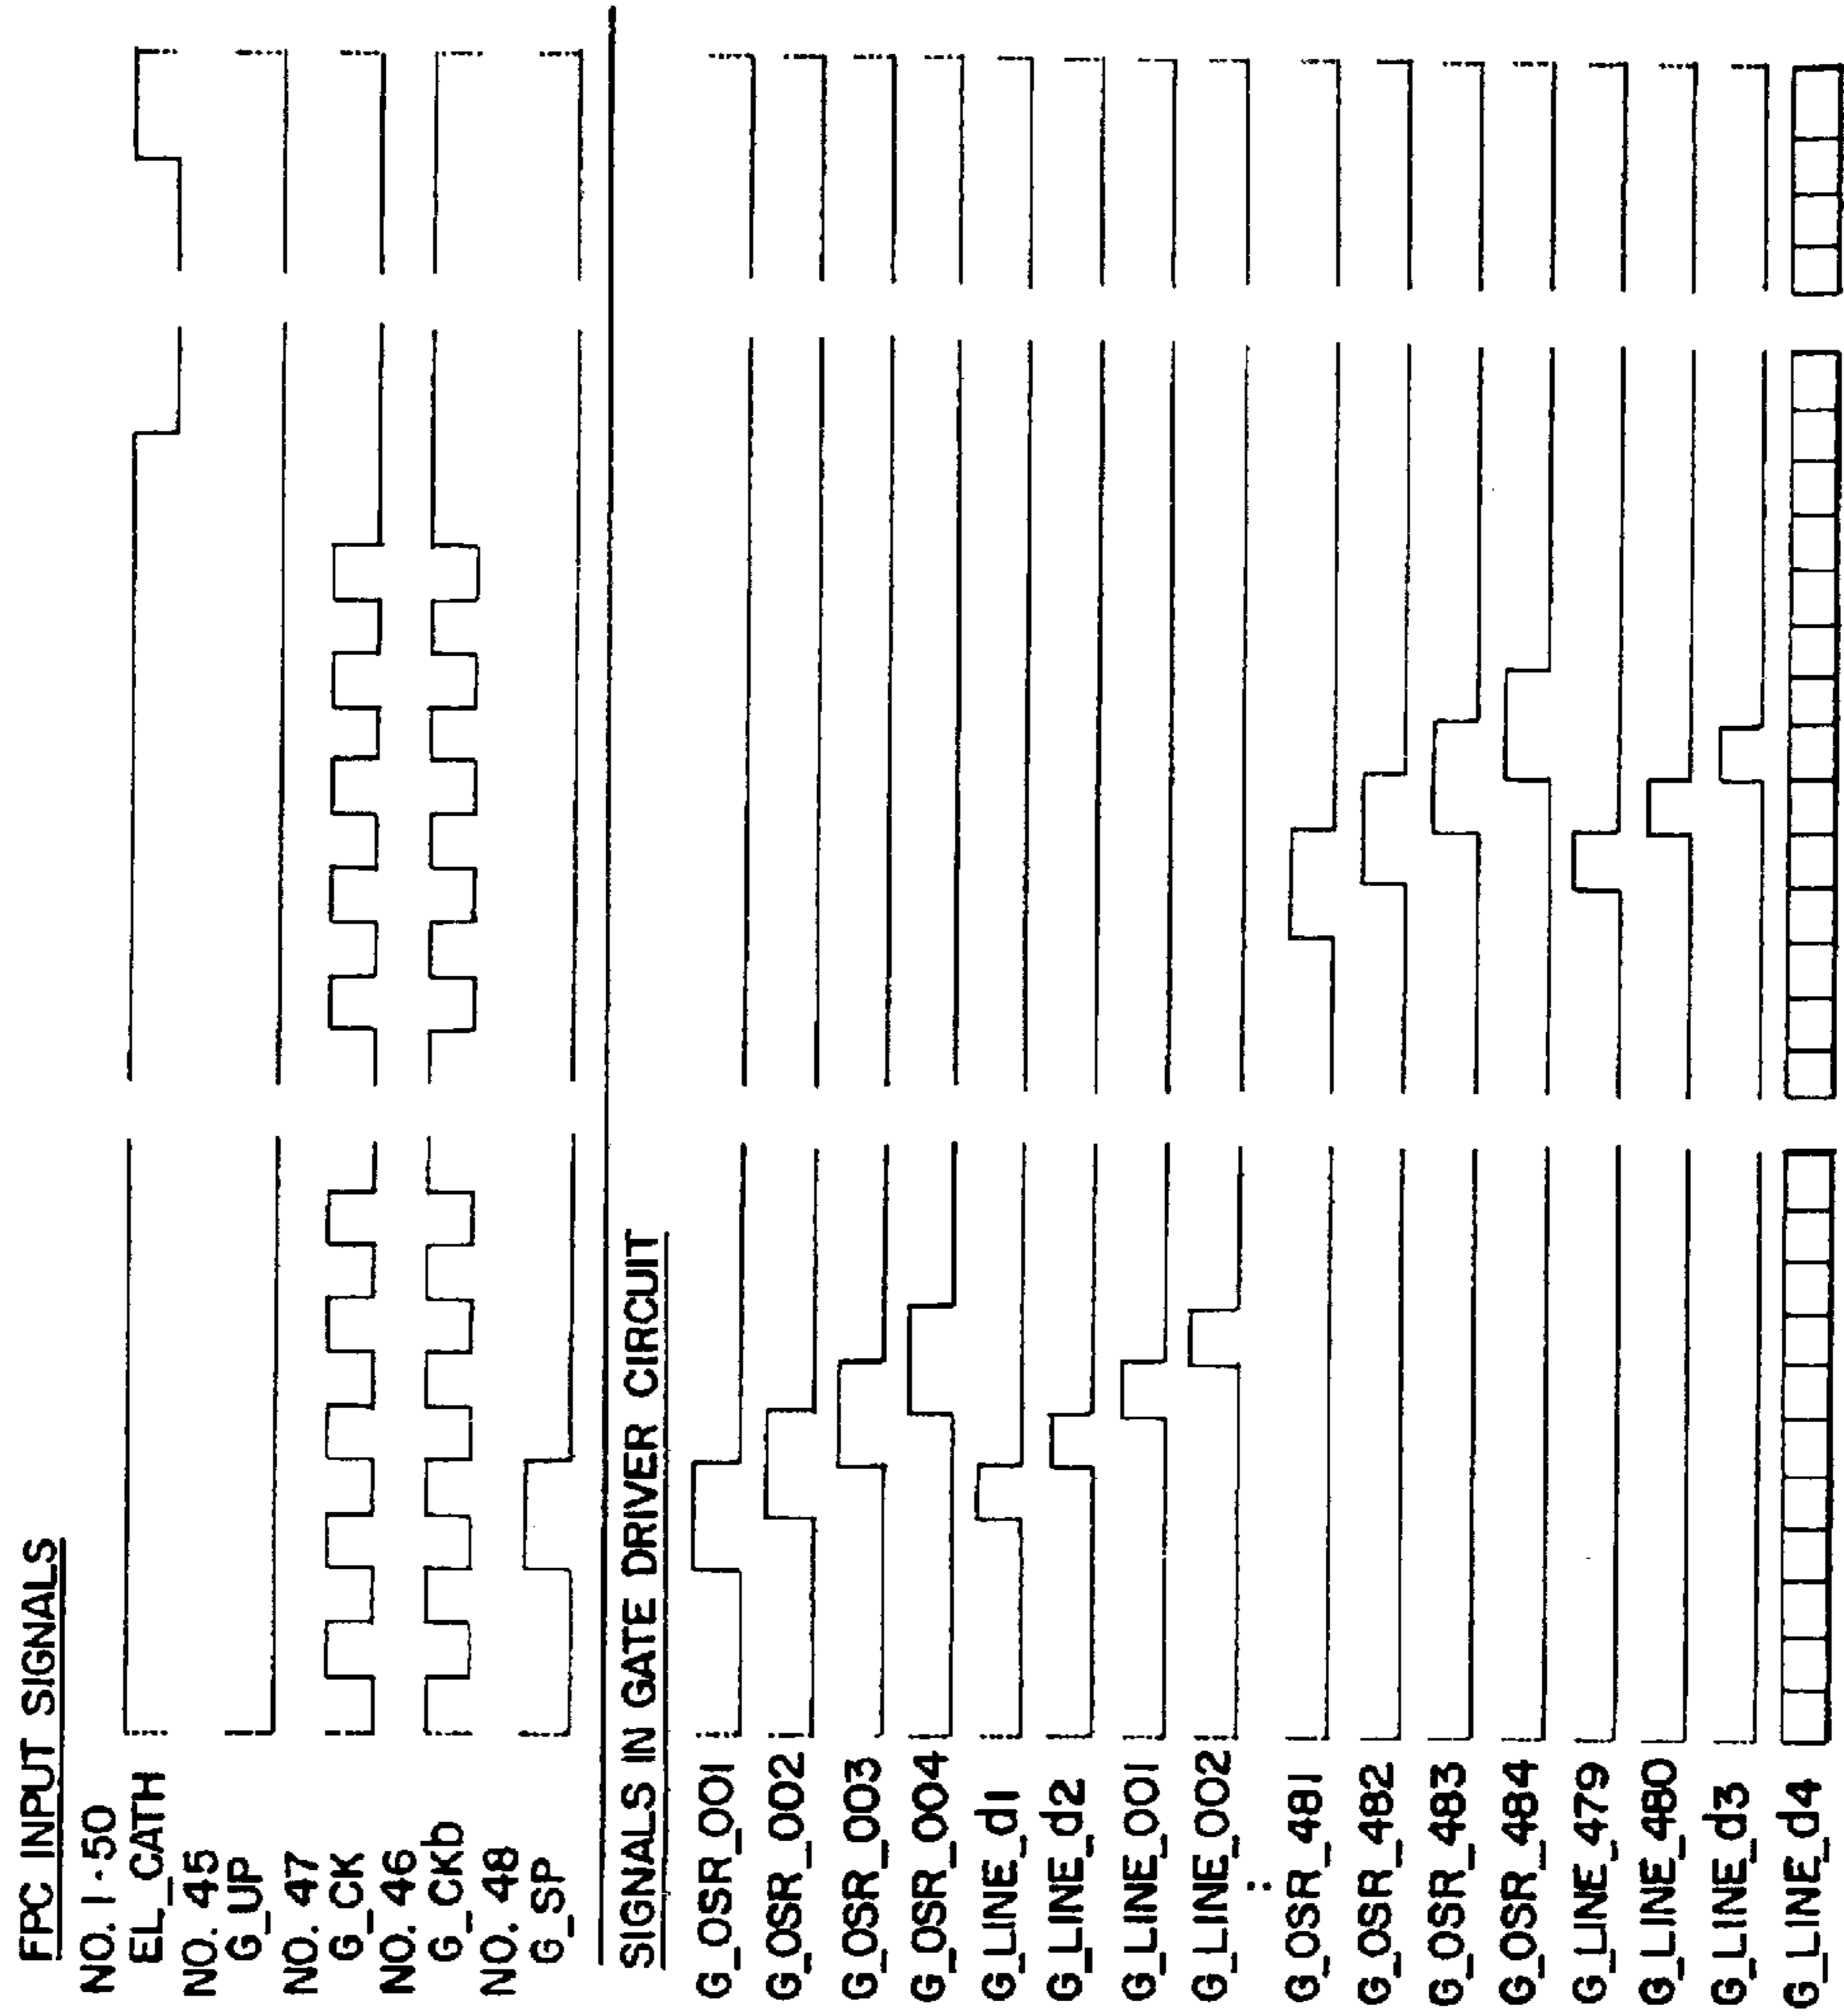 FPC INPUT SIGNALS
NO. 1·50
EL_CATH
NO. 45
G_UP
NO. 47
G_CK
NO. 46
G_CKb
NO. 48
G_SP
SIGNALS IN GATE DRIVER CIRCUIT
G_OSR_001
G_OSR_002
G_OSR_003
G_OSR_004
G_LINE_d1
G_LINE_d2
G_LINE_001
G_LINE_002
:
G_OSR_481
G_OSR_482
G_OSR_483
G_OSR_484
G_LINE_479
G_LINE_480
G_LINE_d3
G_LINE_d4